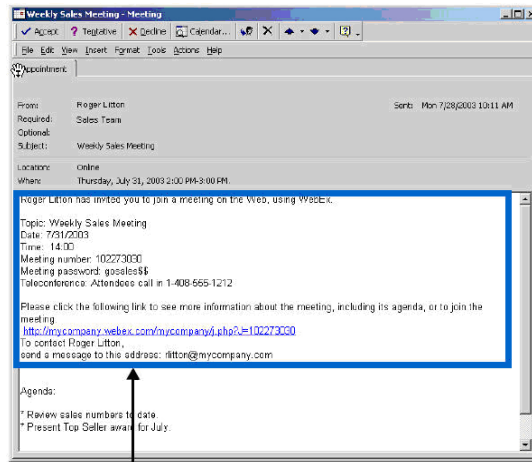 Weekly Sales Meeting - Meeting
Accept ? Tentative Decline Calendar...
File Edit View Insert Format Tools Actions Help
Appointment
From: Roger Litton Sent: Mon 7/28/2003 10:11 AM
Required: Sales Team
Optional:
Subject: Weekly Sales Meeting
Location: Online
When: Thursday, July 31, 2003 2:00 PM-3:00 PM.
Roger Litton has invited you to join a meeting on the Web, using WebEx.
Topic: Weekly Sales Meeting
Date: 7/31/2003
Time: 14:00
Meeting number: 102273030
Meeting password: gosales$$
Teleconference: Attendees call in 1-408-555-1212
Please click the following link to see more information about the meeting, including its agenda, or to join the
meeting.
http://mycompany.webex.com/mycompany/j.php?J=102273030
To contact Roger Litton,
send a message to this address: rlitton@mycompany.com
Agenda:
* Review sales numbers to date.
* Present Top Seller award for July.